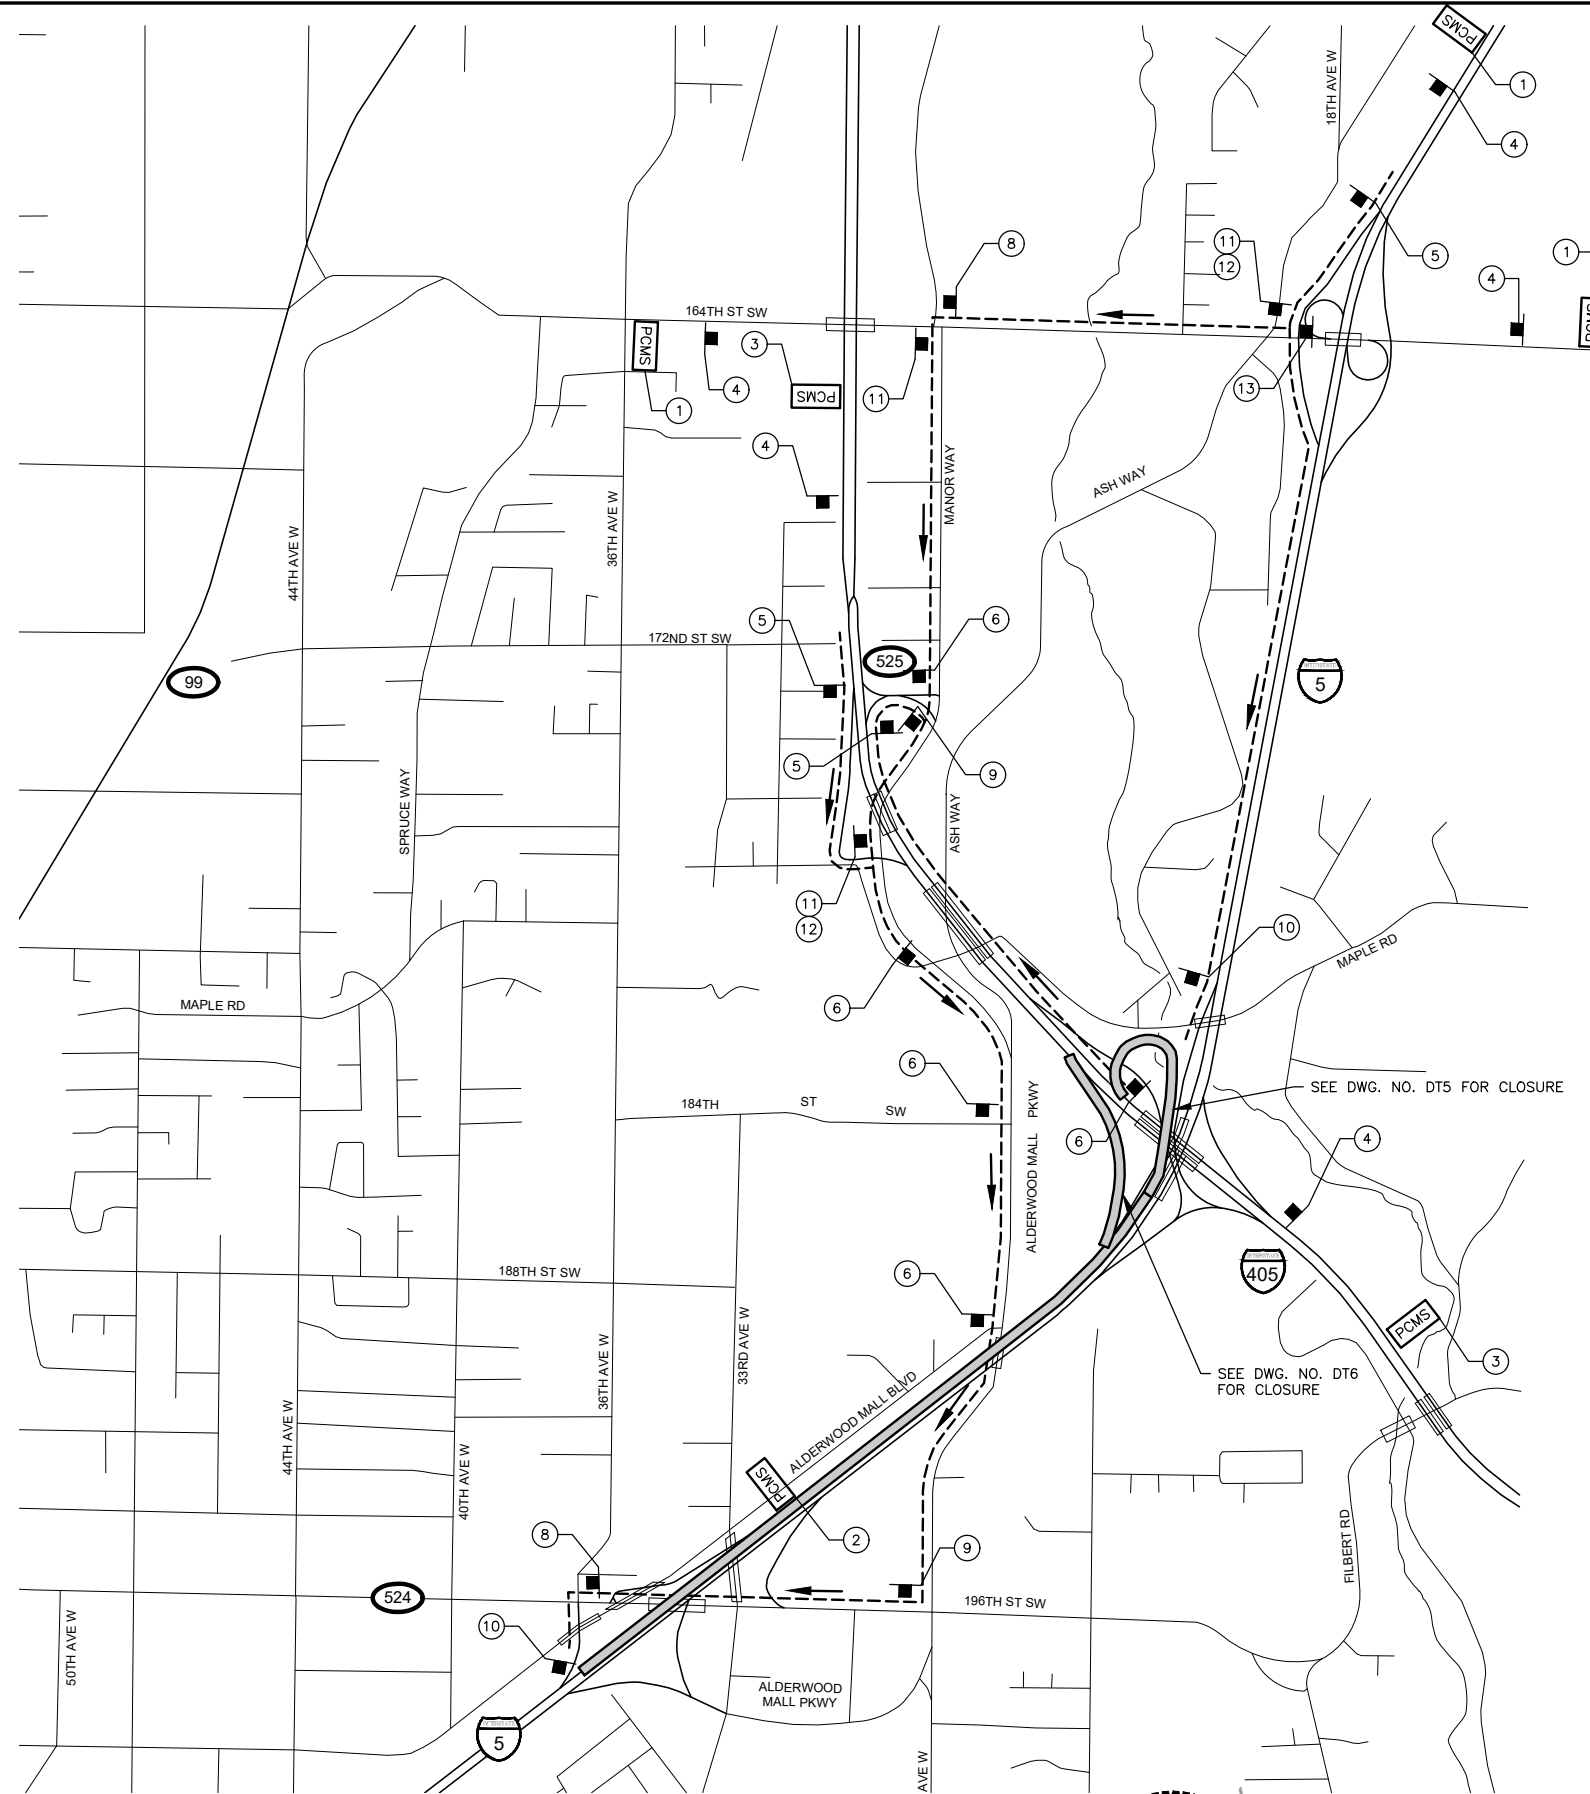 PCMS
1
18TH AVE W
4
8
11
12
5
1
4
164TH ST SW
PCMS
3
4
1
PCMS
11
13
PCMS
4
MANOR WAY
ASH WAY
36TH AVE W
44TH AVE W
5
6
172ND ST SW
525
99
INTERSTATE
5
5
9
SPRUCE WAY
ASH WAY
11
12
10
MAPLE RD
6
MAPLE RD
6
SEE DWG. NO. DT5 FOR CLOSURE
184TH ST SW
ALDERWOOD MALL PKWY
6
4
INTERSTATE
405
188TH ST SW
6
PCMS
3
33RD AVE W
36TH AVE W
SEE DWG. NO. DT6
FOR CLOSURE
ALDERWOOD MALL BLVD
44TH AVE W
40TH AVE W
PCMS
2
8
9
FILBERT RD
524
196TH ST SW
10
50TH AVE W
ALDERWOOD
MALL PKWY
INTERSTATE
5
AVE W